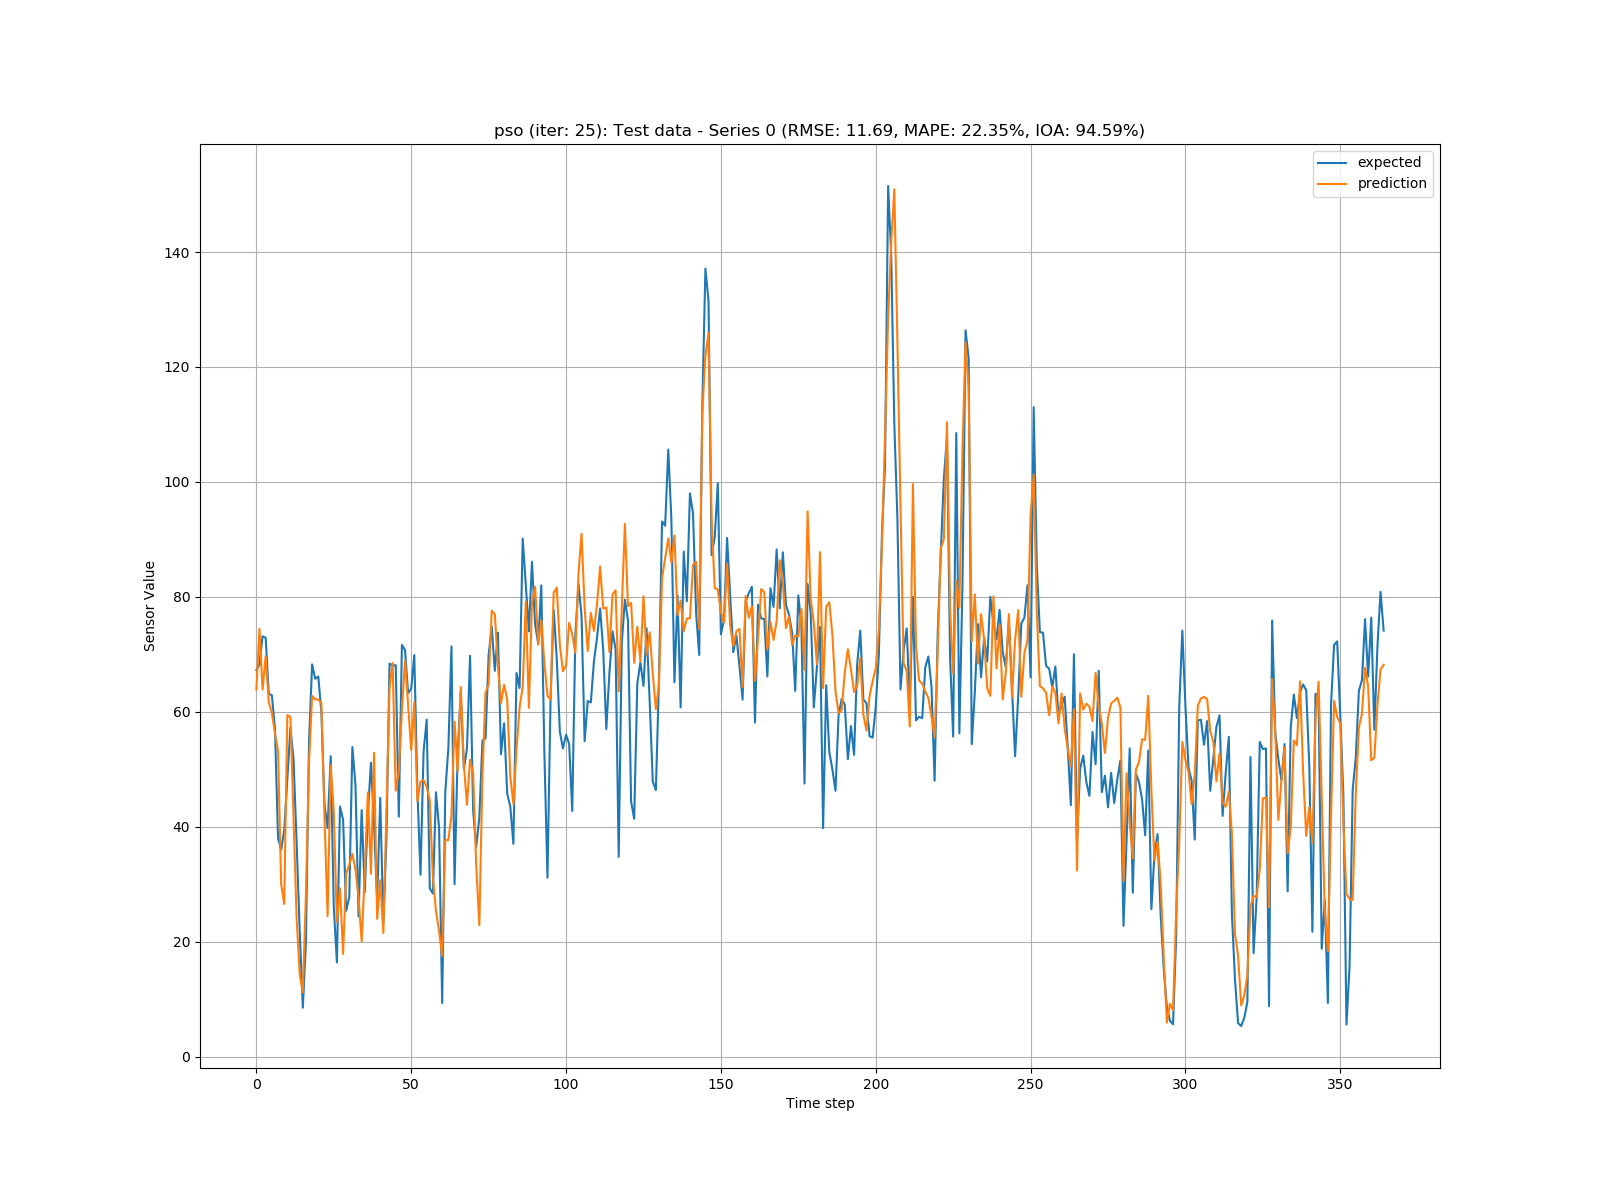 pso (iter: 25): Test data - Series 0 (RMSE: 11.69, MAPE: 22.35%, IOA: 94.59%)
expected
prediction
Sensor Value
140
120
100
80
60
40
20
0
0 50 100 150 200 250 300 350
Time step